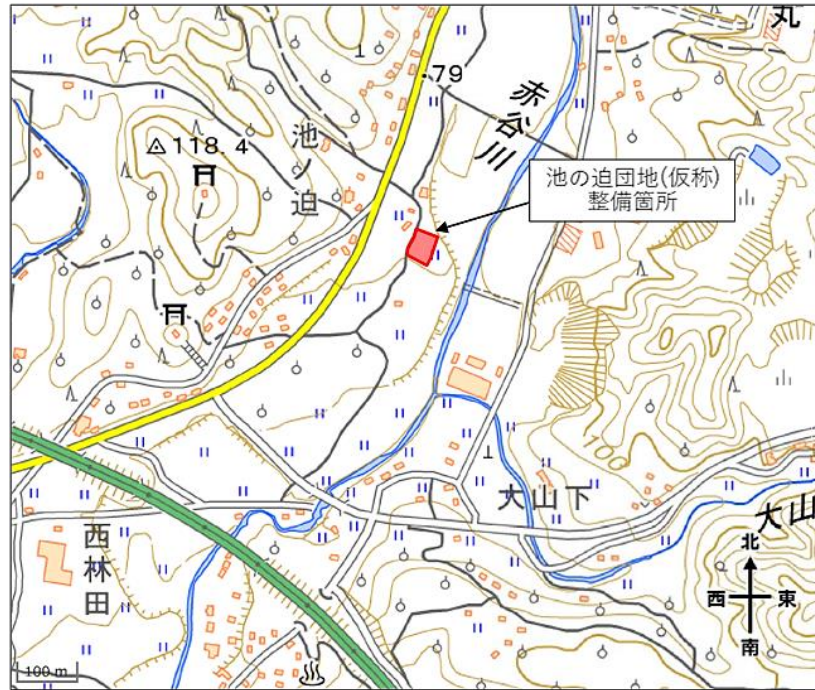 丸
79
赤谷川
118.4
池ノ迫
池の迫団地(仮称)
整備箇所
100
大山下
大山
西林田
北
西 東
南
100 m